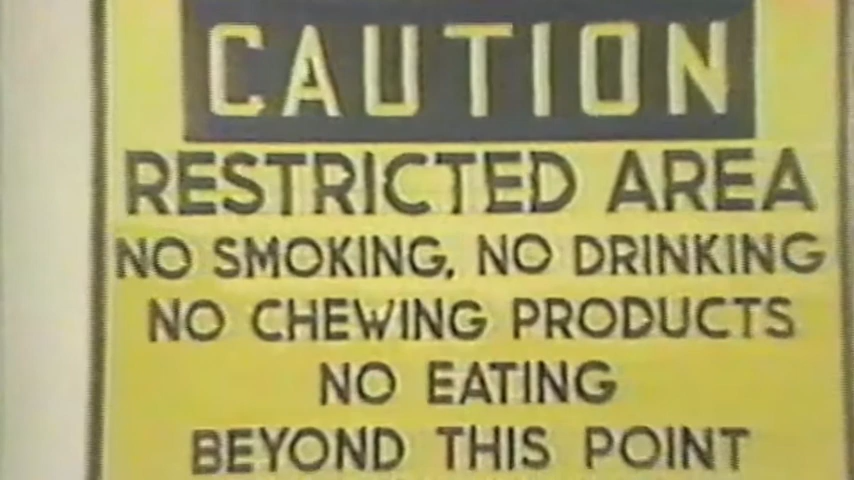 CAUTION
RESTRICTED AREA
NO SMOKING, NO DRINKING
NO CHEWING PRODUCTS
NO EATING
BEYOND THIS POINT